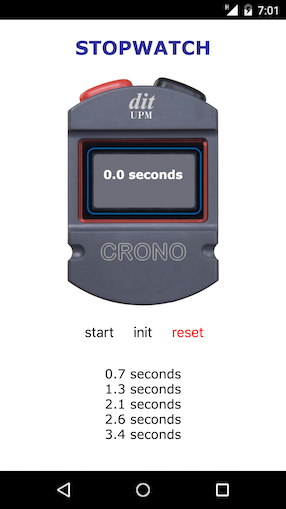 7:01
STOPWATCH
dit
UPM
0.0 seconds
CRONO
start init reset
0.7 seconds
1.3 seconds
2.1 seconds
2.6 seconds
3.4 seconds